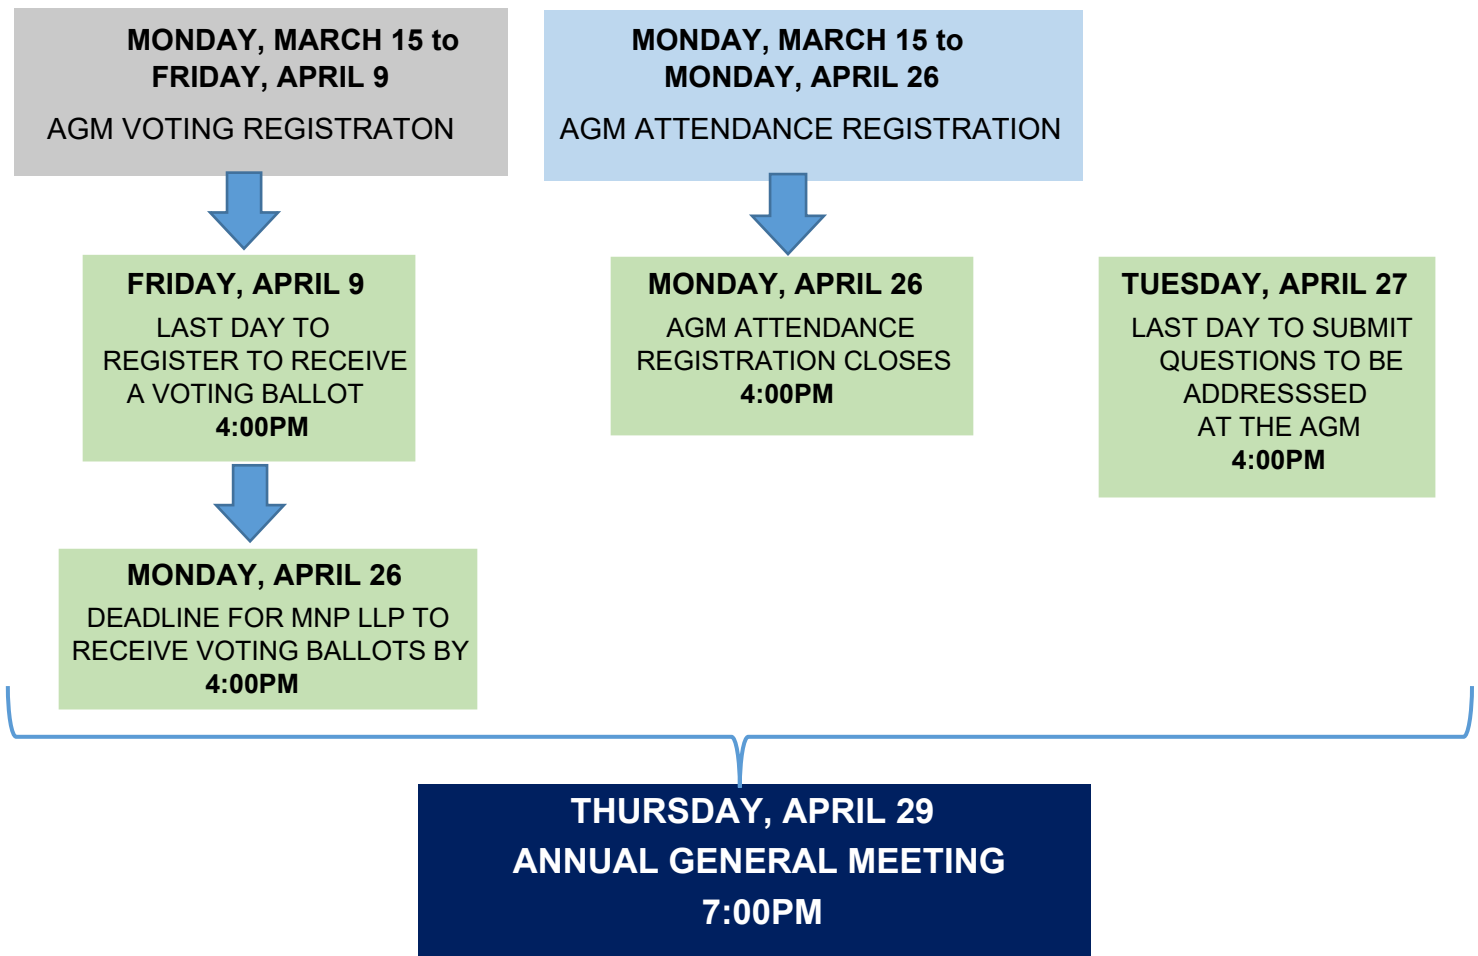 MONDAY, MARCH 15 to
FRIDAY, APRIL 9
AGM VOTING REGISTRATON
MONDAY, MARCH 15 to
MONDAY, APRIL 26
AGM ATTENDANCE REGISTRATION
FRIDAY, APRIL 9
LAST DAY TO
REGISTER TO RECEIVE
A VOTING BALLOT
4:00PM
MONDAY, APRIL 26
AGM ATTENDANCE
REGISTRATION CLOSES
4:00PM
TUESDAY, APRIL 27
LAST DAY TO SUBMIT
QUESTIONS TO BE
ADDRESSSED
AT THE AGM
4:00PM
MONDAY, APRIL 26
DEADLINE FOR MNP LLP TO
RECEIVE VOTING BALLOTS BY
4:00PM
THURSDAY, APRIL 29
ANNUAL GENERAL MEETING
7:00PM